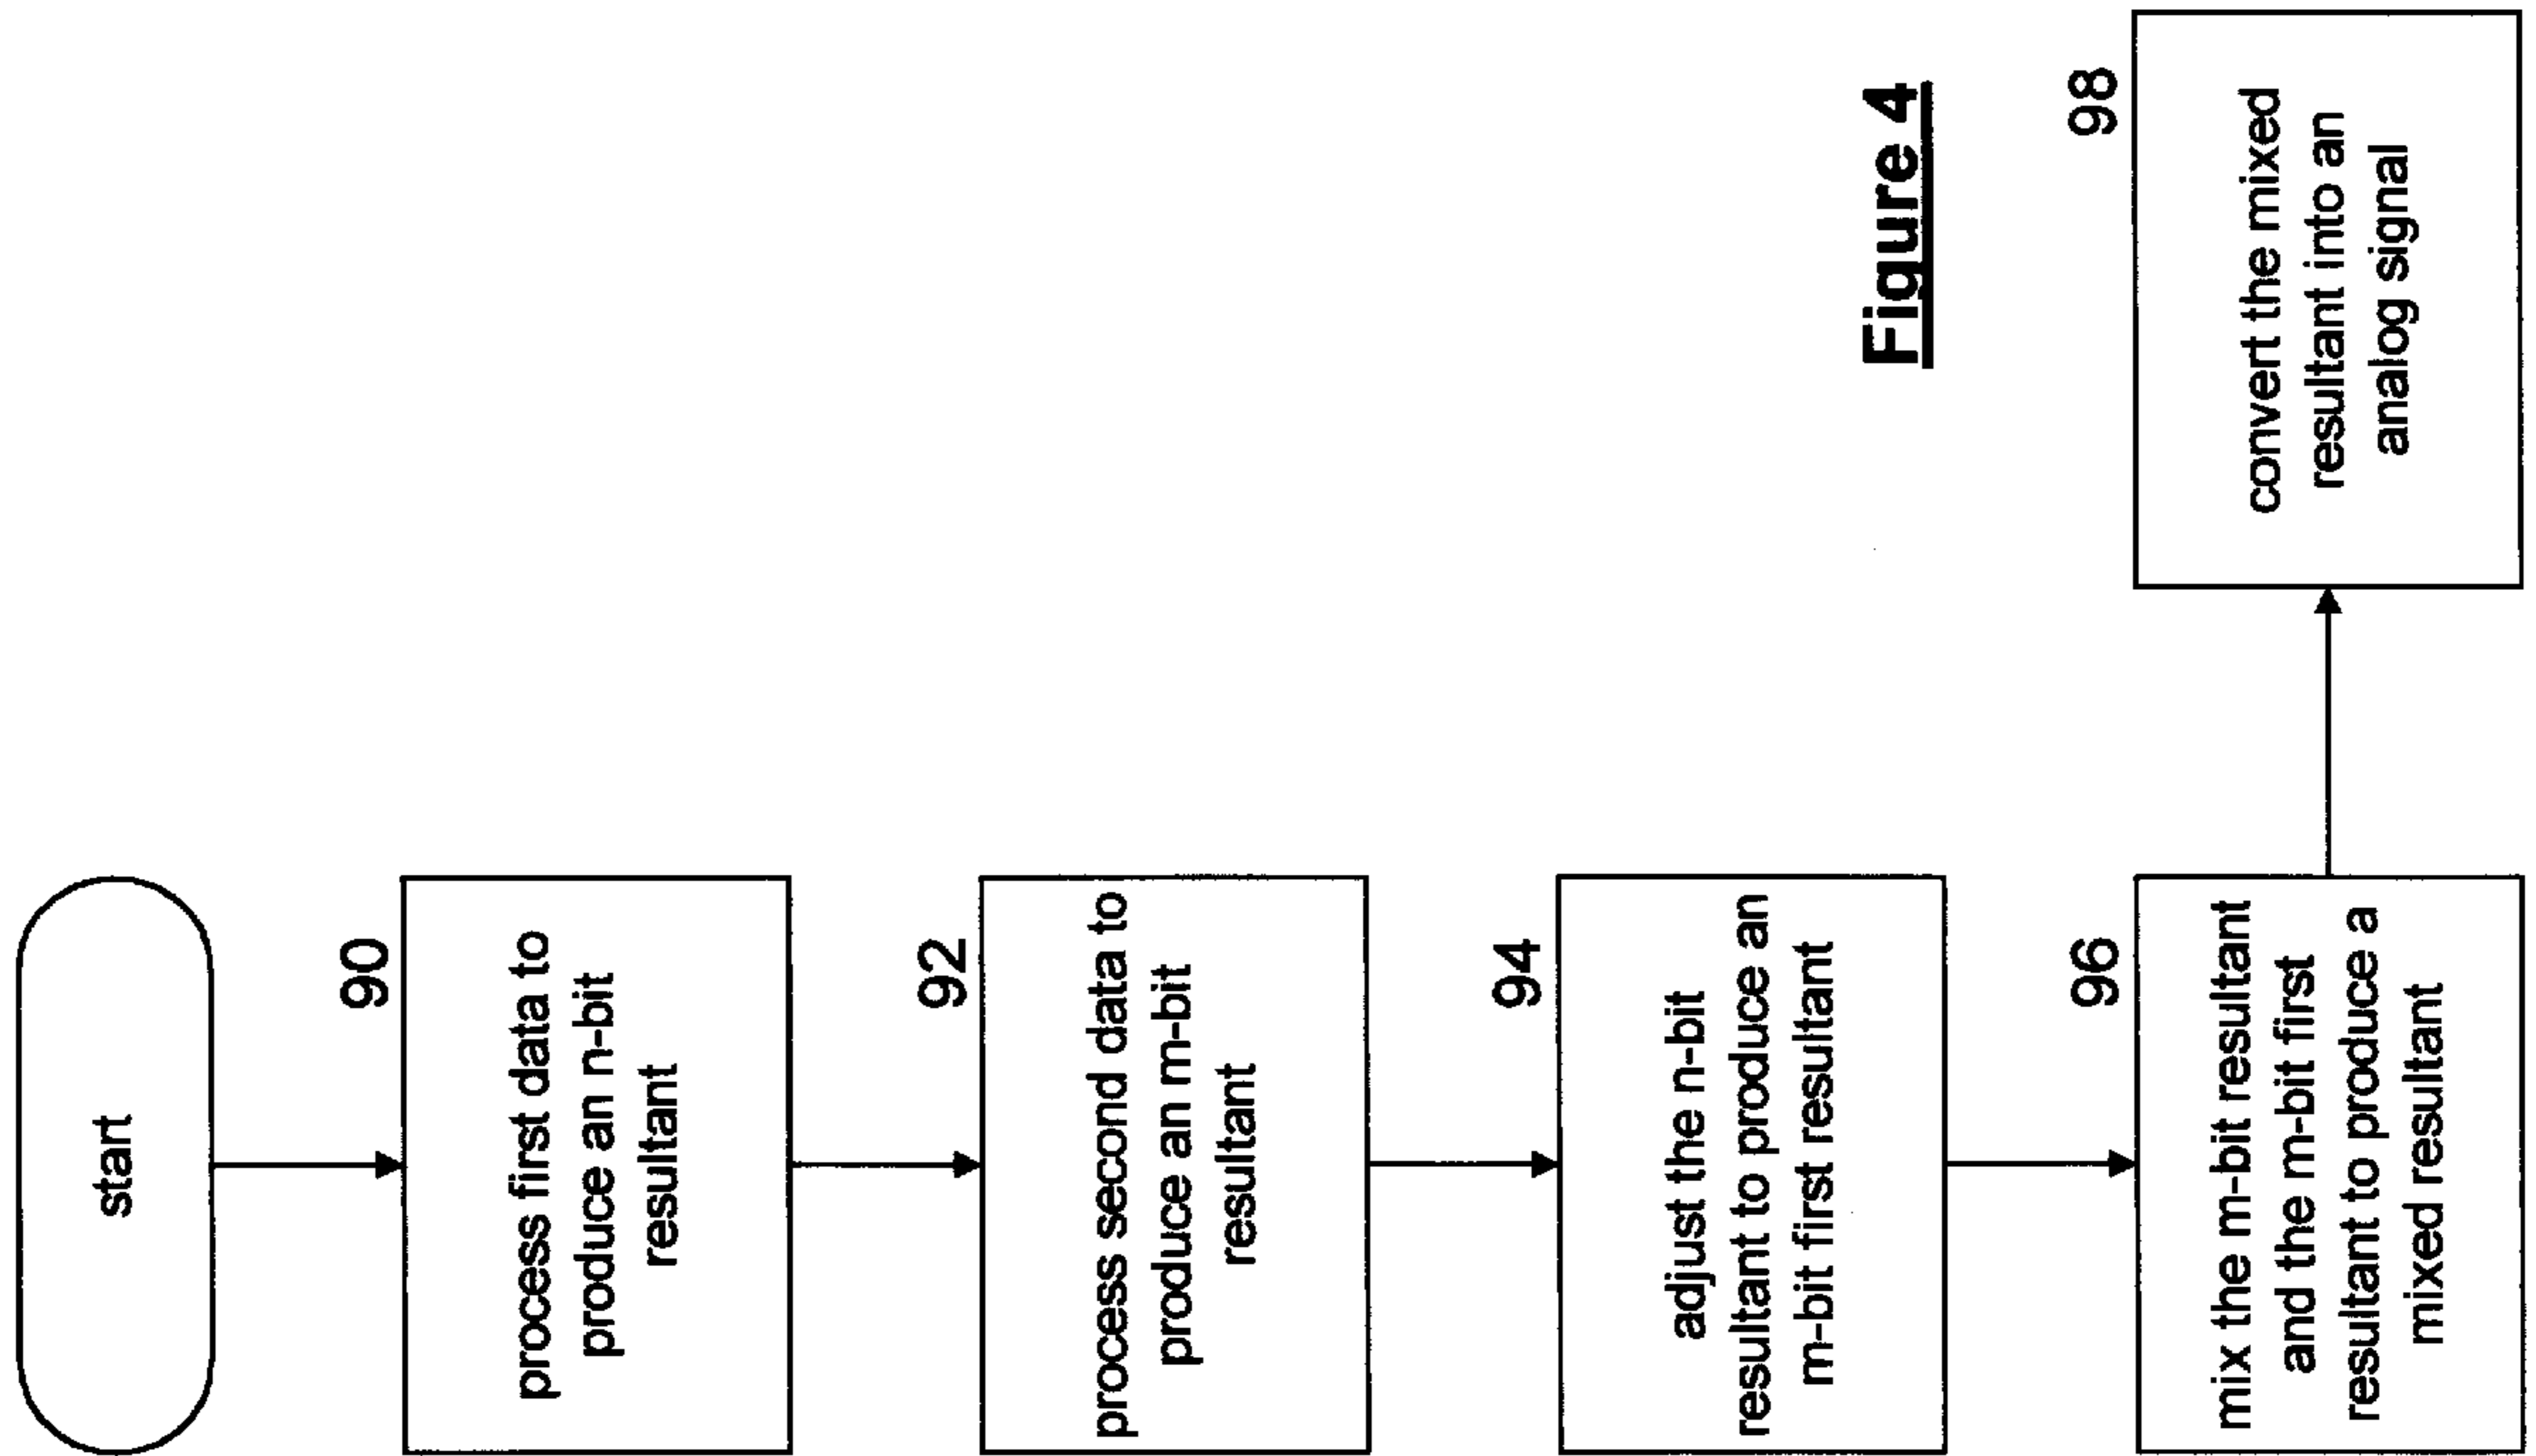 start
90
process first data to
produce an n-bit
resultant
92
process second data to
produce an m-bit
resultant
94
adjust the n-bit
resultant to produce an
m-bit first resultant
96
mix the m-bit resultant
and the m-bit first
resultant to produce a
mixed resultant
98
convert the mixed
resultant into an
analog signal
Figure 4